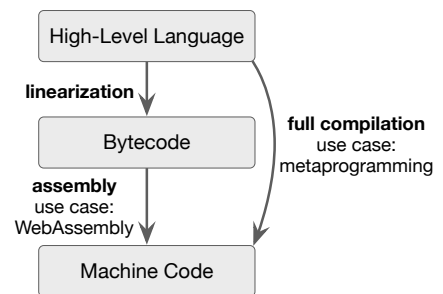 High-Level Language
linearization
full compilation
use case:
metaprogramming
Bytecode
assembly
use case:
WebAssembly
Machine Code